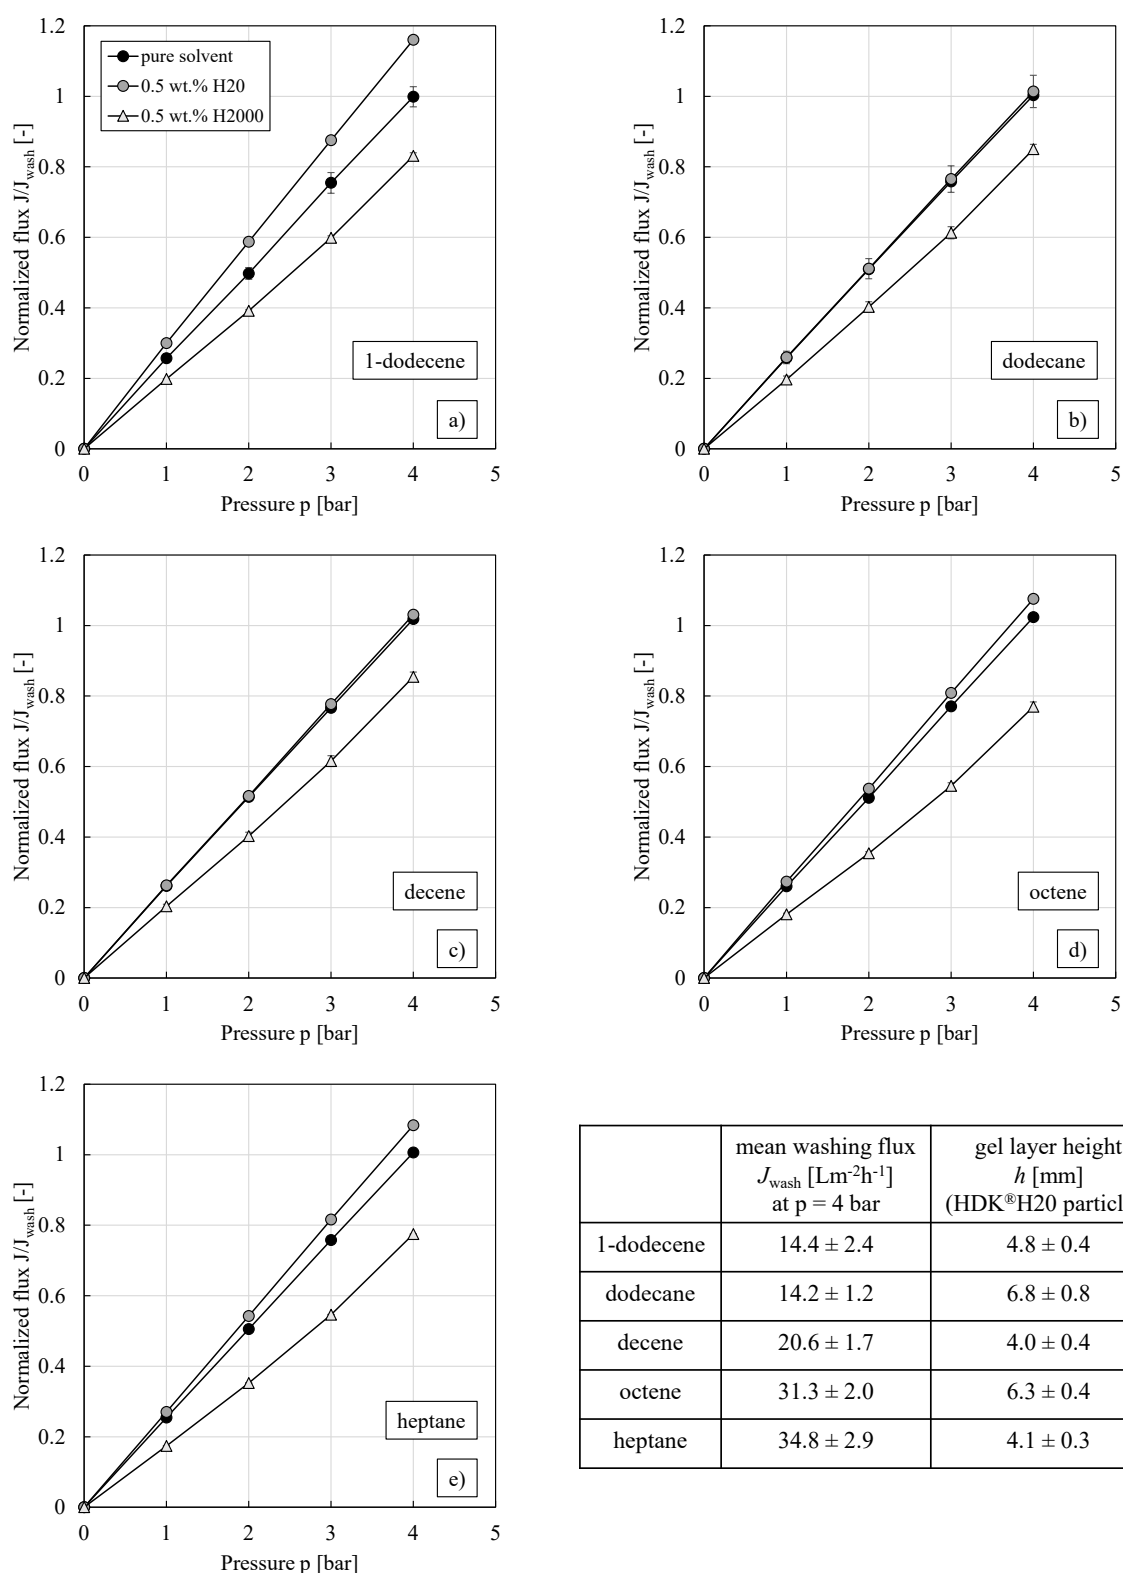 1.2
1
0.8
0.6
0.4
0.2
0
0
1
2
3
4
5
Normalized flux J/J_wash [-]
Pressure p [bar]
pure solvent
0.5 wt.% H20
0.5 wt.% H2000
1-dodecene
a)
1
0.8
0.6
0.4
0.2
0
0
1
2
3
4
5
1.2
Normalized flux J/J_wash [-]
Pressure p [bar]
dodecane
b)
1.2
1
0.8
0.6
0.4
0.2
0
0
1
2
3
4
5
Normalized flux J/J_wash [-]
Pressure p [bar]
decene
c)
1.2
1
0.8
0.6
0.4
0.2
0
0
1
2
3
4
5
Normalized flux J/J_wash [-]
Pressure p [bar]
octene
d)
1.2
1
0.8
0.6
0.4
0.2
0
0
1
2
3
4
5
Normalized flux J/J_wash [-]
Pressure p [bar]
heptane
e)
mean washing flux
J_wash [Lm⁻²h⁻¹]
at p = 4 bar
gel layer height
h [mm]
(HDK®H20
1-dodecene 14.4 ± 2.4 4.8 ± 0.4
dodecane 14.2 ± 1.2 6.8 ± 0.8
decene 20.6 ± 1.7 4.0 ± 0.4
octene 31.3 ± 2.0 6.3 ± 0.4
heptane 34.8 ± 2.9 4.1 ± 0.3